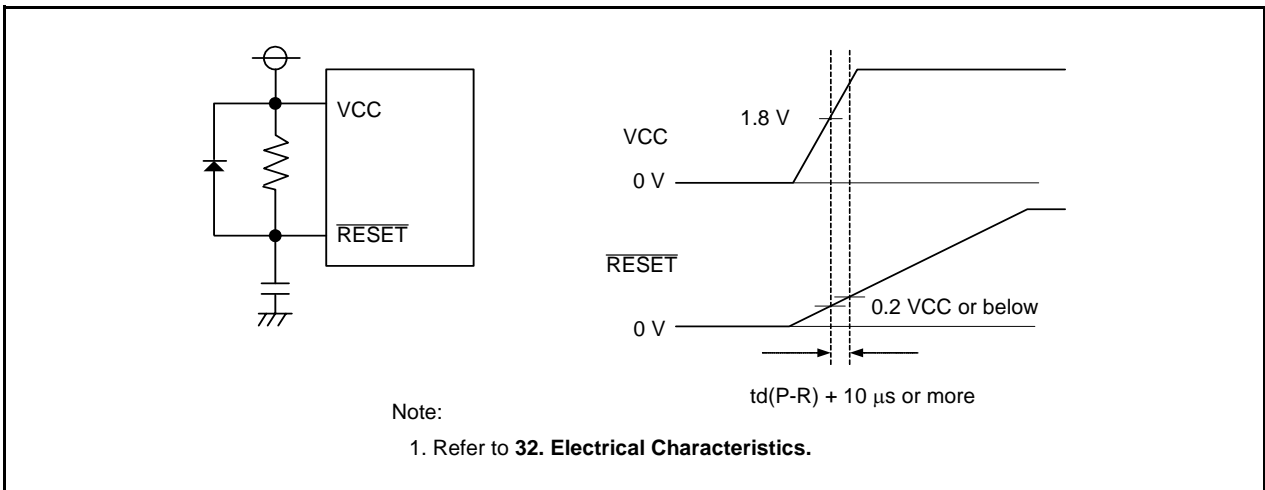 VCC
RESET
1.8 V
VCC
0 V
RESET
0.2 VCC or below
0 V
td(P-R) + 10 μs or more
Note:
1. Refer to 32. Electrical Characteristics.